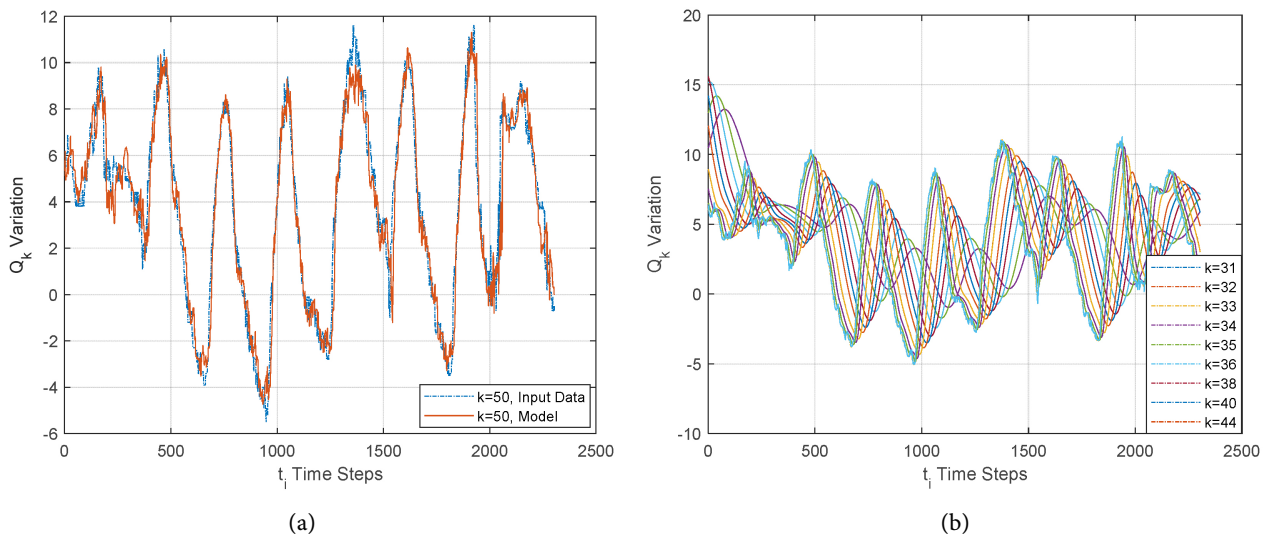 12
10
8
6
4
2
0
-2
-4
-6
0 500 1000 1500 2000 2500
Q_k Variation
t_i Time Steps
k=50, Input Data
k=50, Model
(a)
20
15
10
5
0
-5
-10
0 500 1000 1500 2000 2500
Q_k Variation
t_i Time Steps
k=31
k=32
k=33
k=34
k=35
k=36
k=38
k=40
k=44
(b)